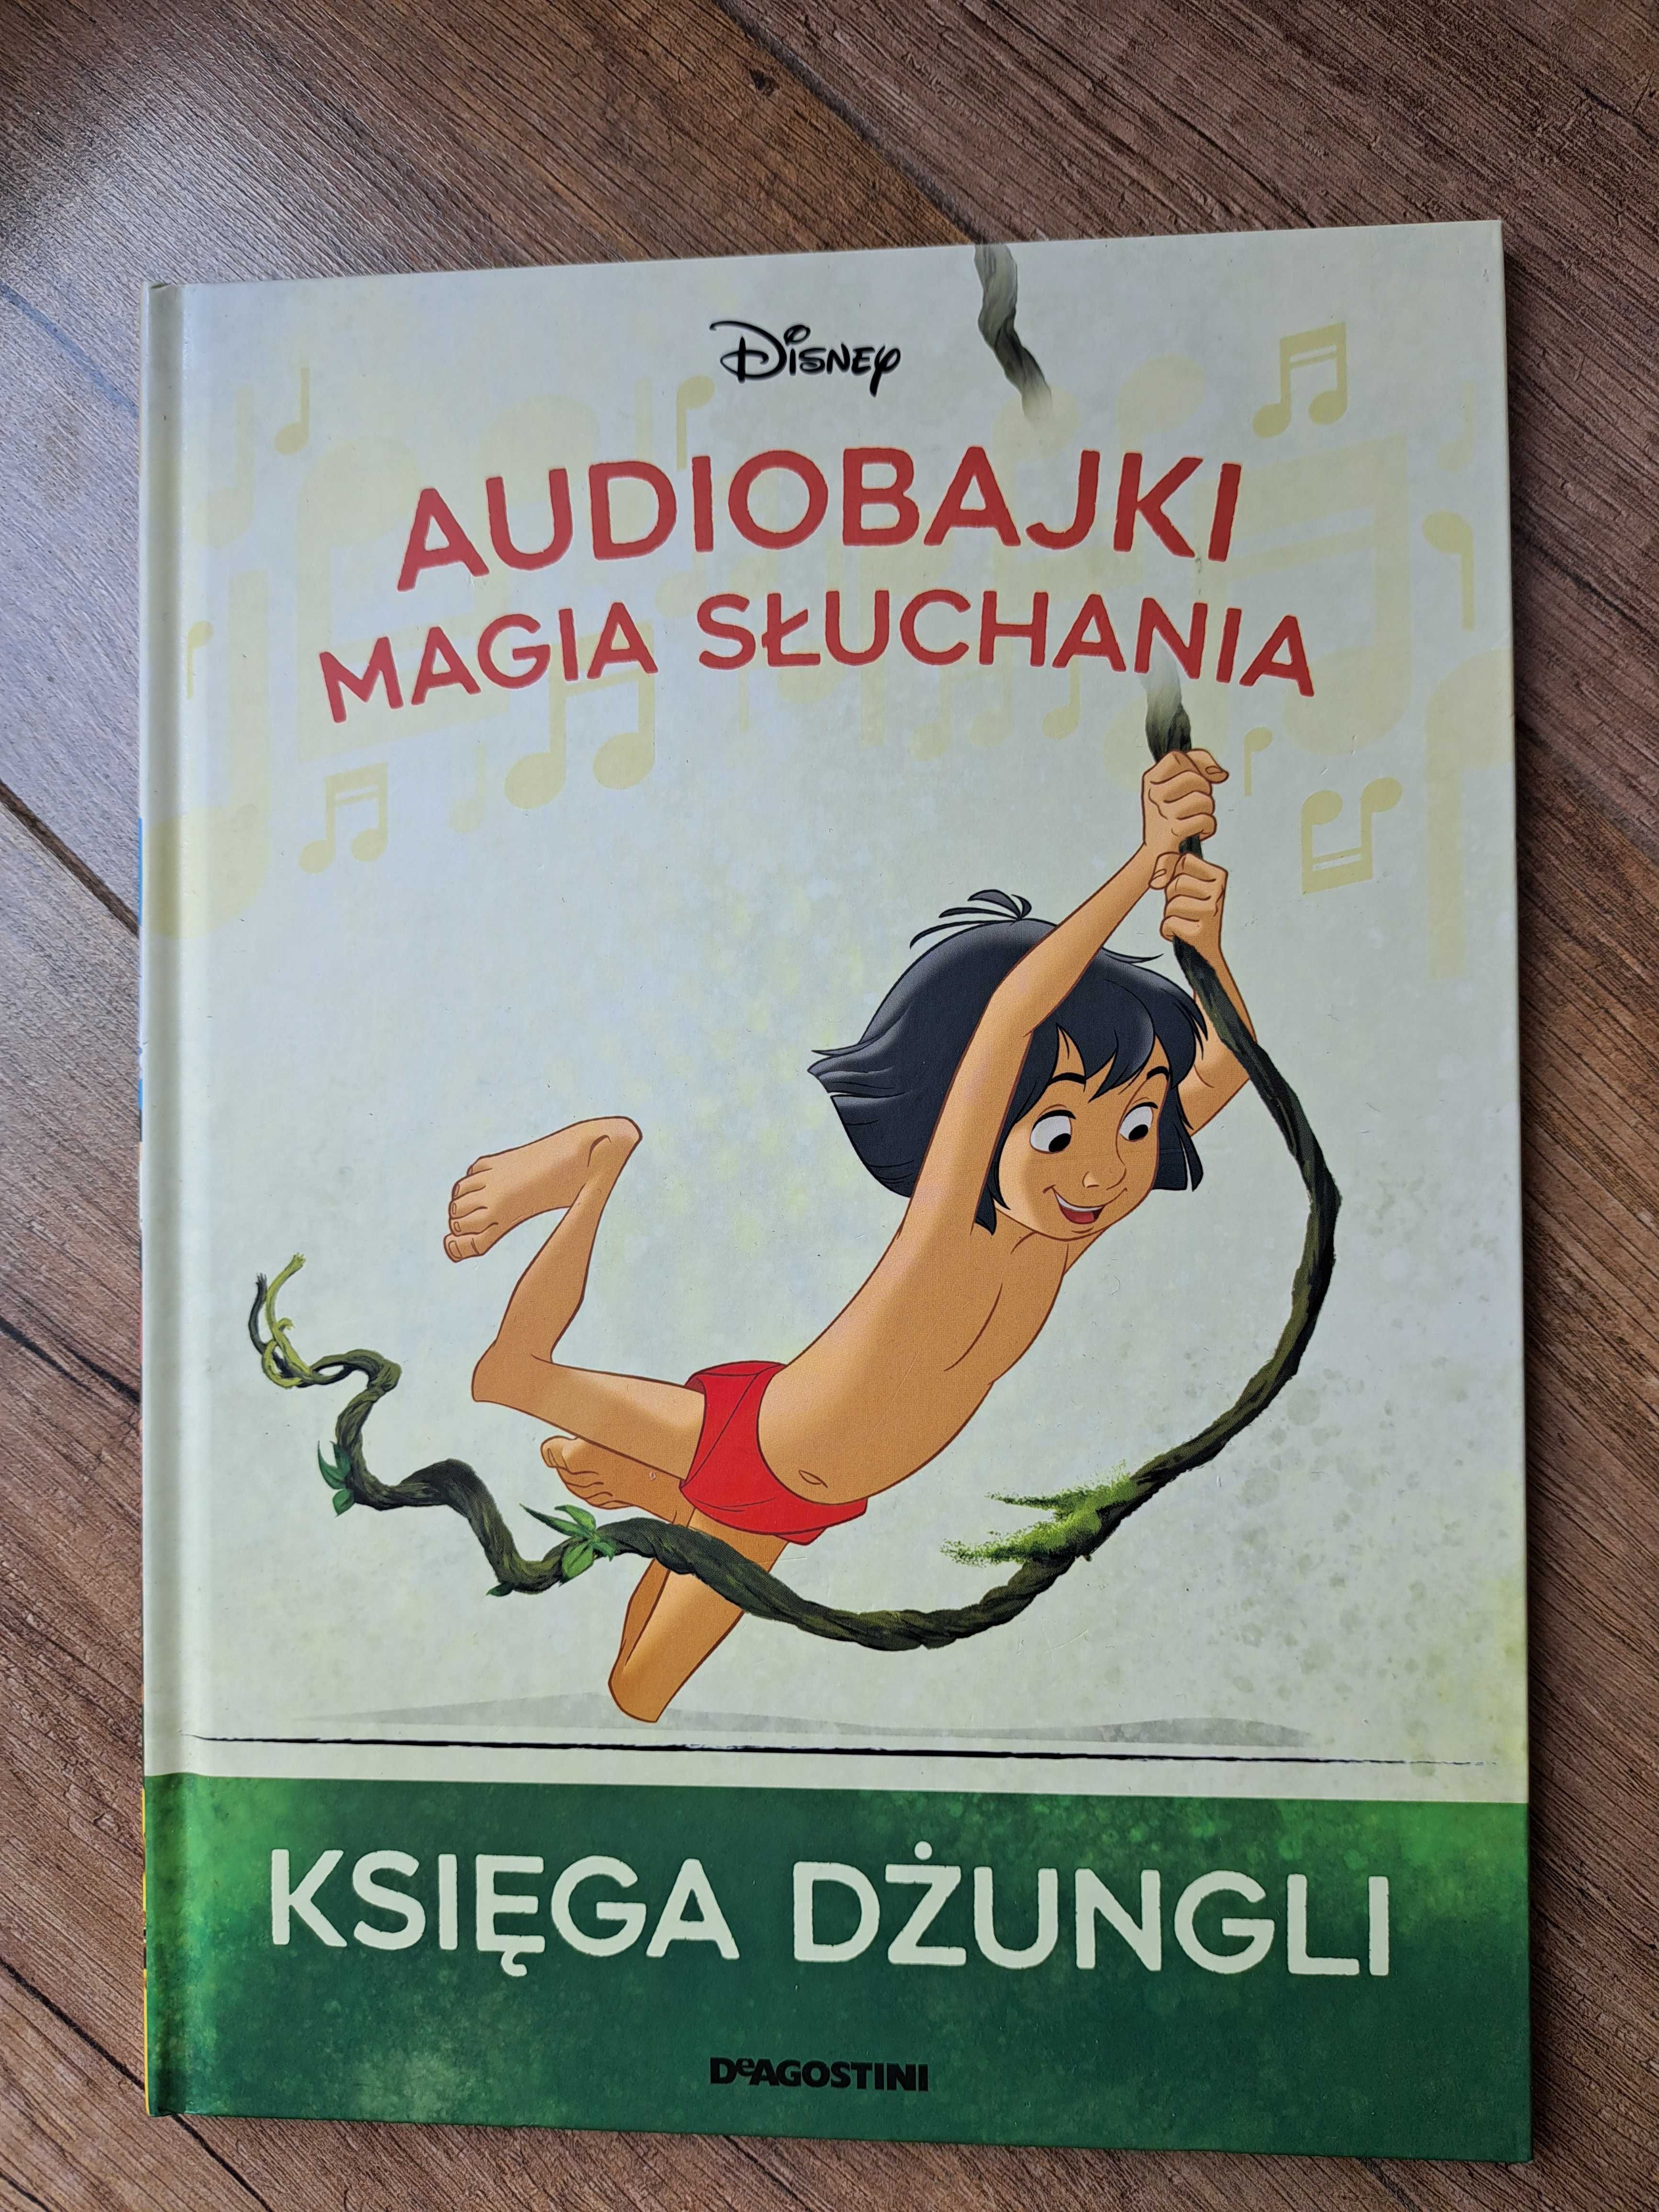 Disney
AUDIOBAJKI
MAGIA SŁUCHANIA
KSIĘGA DŻUNGLI
DeAGOSTINI